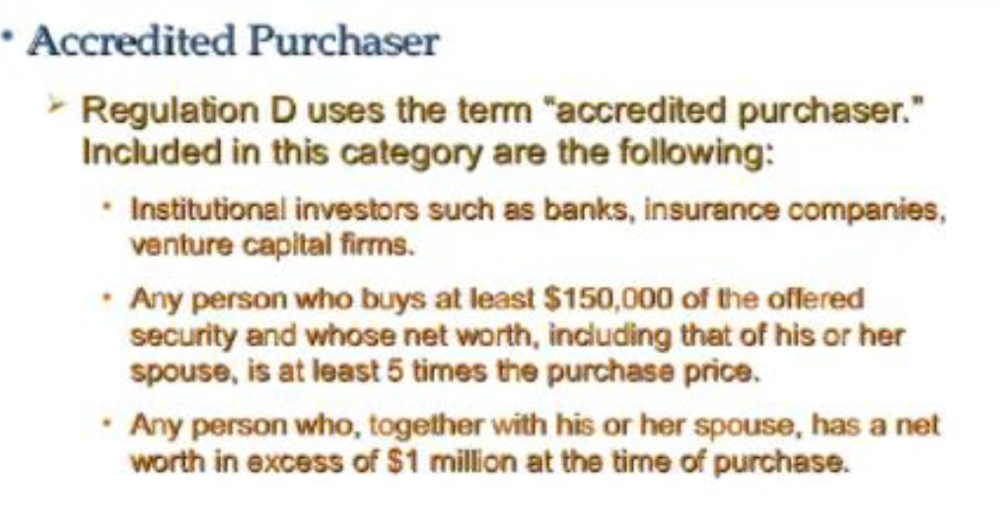 • Accredited Purchaser
➢ Regulation D uses the term "accredited purchaser."
Included in this category are the following:
• Institutional investors such as banks, insurance companies,
venture capital firms.
• Any person who buys at least $150,000 of the offered
security and whose net worth, including that of his or her
spouse, is at least 5 times the purchase price.
• Any person who, together with his or her spouse, has a net
worth in excess of $1 million at the time of purchase.